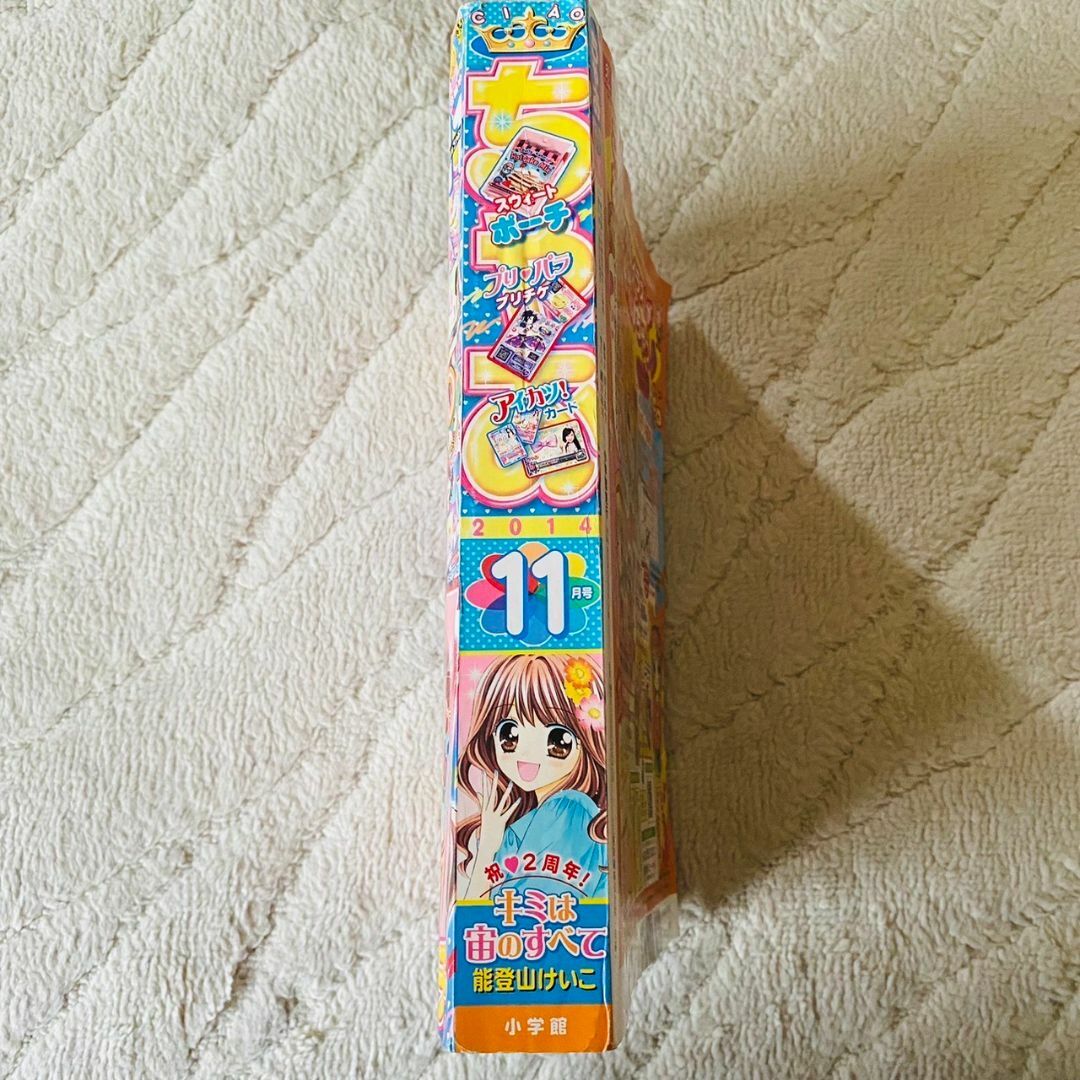 CIAO
ちゃお
スウィート
ポーチ
プリ♥パラ
プリチケ
アイカツ!
カード
2014
11月号
祝♥2周年!
キミは
宙のすべて
能登山けいこ
小学館